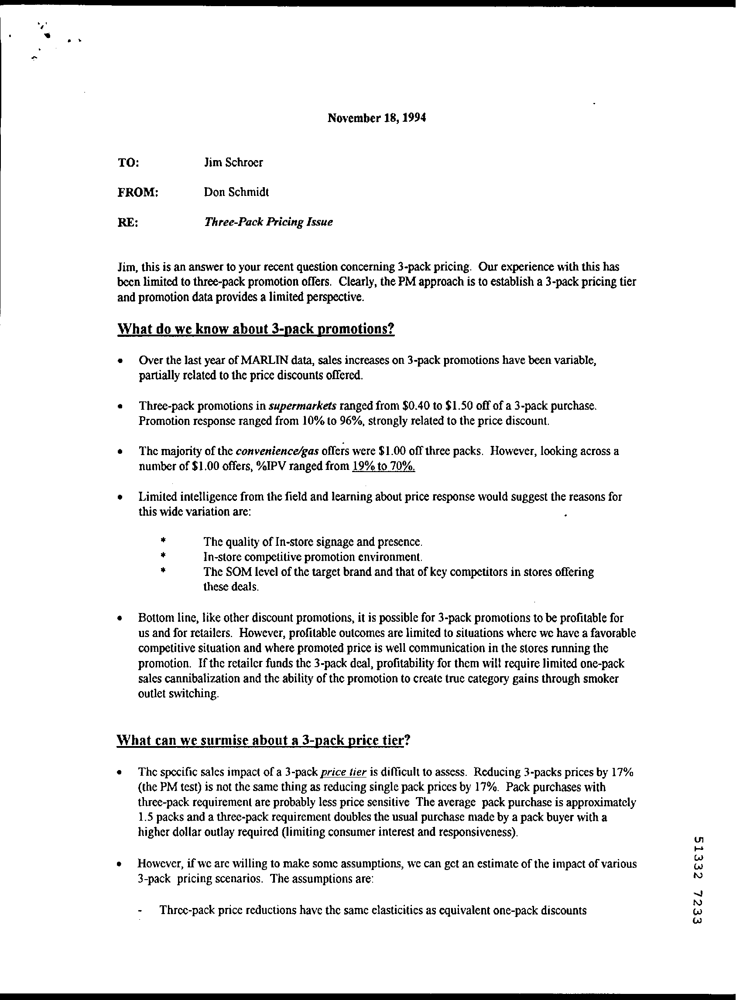 November 18, 1994
TO: Jim Schroer
FROM: Don Schmidt
RE: Three-Pack Pricing Issue
Jim, this is an answer to your recent question concerning 3-pack pricing. Our experience with this has
been limited to three-pack promotion offers. Clearly, the PM approach is to establish a 3-pack pricing tier
and promotion data provides a limited perspective.
What do we know about 3-pack promotions?
• Over the last year of MARLIN data, sales increases on 3-pack promotions have been variable,
partially related to the price discounts offered.
• Three-pack promotions in supermarkets ranged from $0.40 to $1.50 off of a 3-pack purchase.
Promotion response ranged from 10% to 96%, strongly related to the price discount.
• The majority of the convenience/gas offers were $1.00 off three packs. However, looking across a
number of $1.00 offers, %IPV ranged from 19% to 70%.
• Limited intelligence from the field and learning about price response would suggest the reasons for
this wide variation are:
* The quality of In-store signage and presence.
* In-store competitive promotion environment.
* The SOM level of the target brand and that of key competitors in stores offering
these deals.
• Bottom line, like other discount promotions, it is possible for 3-pack promotions to be profitable for
us and for retailers. However, profitable outcomes are limited to situations where we have a favorable
competitive situation and where promoted price is well communication in the stores running the
promotion. If the retailer funds the 3-pack deal, profitability for them will require limited one-pack
sales cannibalization and the ability of the promotion to create true category gains through smoker
outlet switching.
What can we surmise about a 3-pack price tier?
• The specific sales impact of a 3-pack price tier is difficult to assess. Reducing 3-packs prices by 17%
(the PM test) is not the same thing as reducing single pack prices by 17%. Pack purchases with
three-pack requirement are probably less price sensitive The average pack purchase is approximately
1.5 packs and a three-pack requirement doubles the usual purchase made by a pack buyer with a
higher dollar outlay required (limiting consumer interest and responsiveness).
• However, if we are willing to make some assumptions, we can get an estimate of the impact of various
3-pack pricing scenarios. The assumptions are:
- Three-pack price reductions have the same elasticities as equivalent one-pack discounts
51332 7233